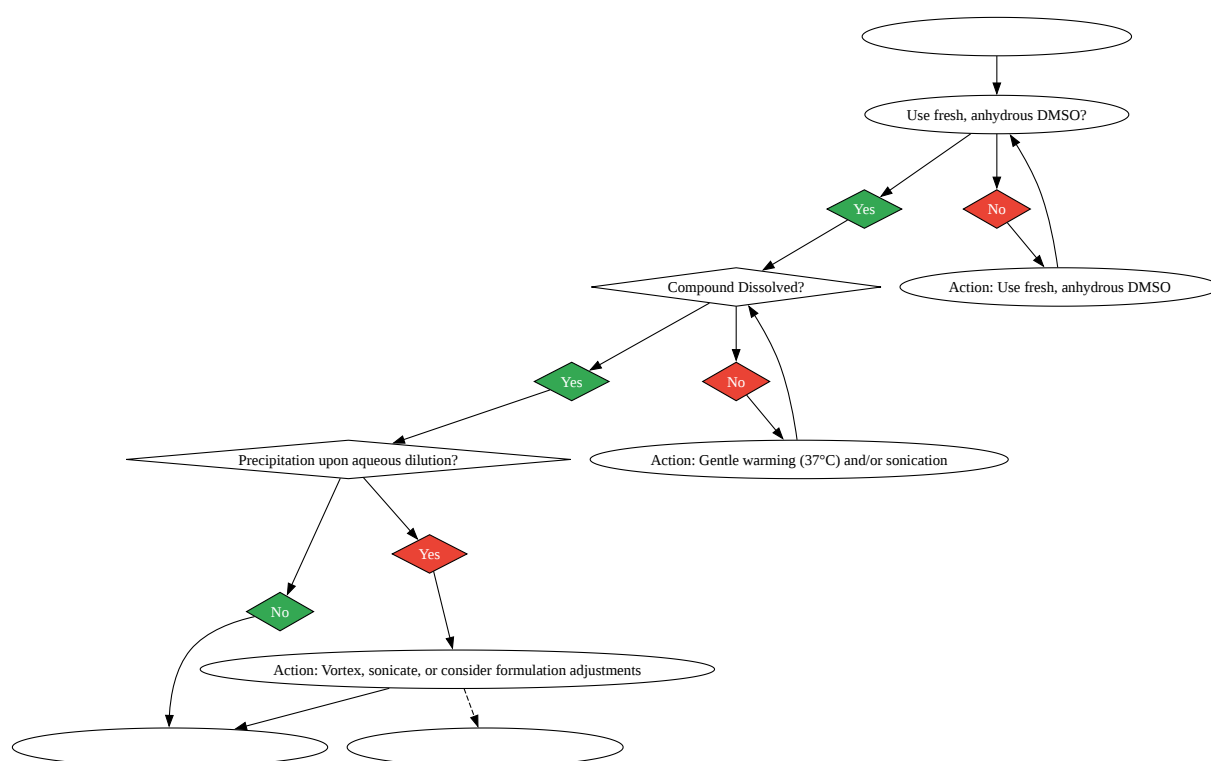 Use fresh, anhydrous DMSO?
Yes
No
Compound Dissolved?
Action: Use fresh, anhydrous DMSO
Yes
No
Precipitation upon aqueous dilution?
Action: Gentle warming (37°C) and/or sonication
Yes
No
Action: Vortex, sonicate, or consider formulation adjustments